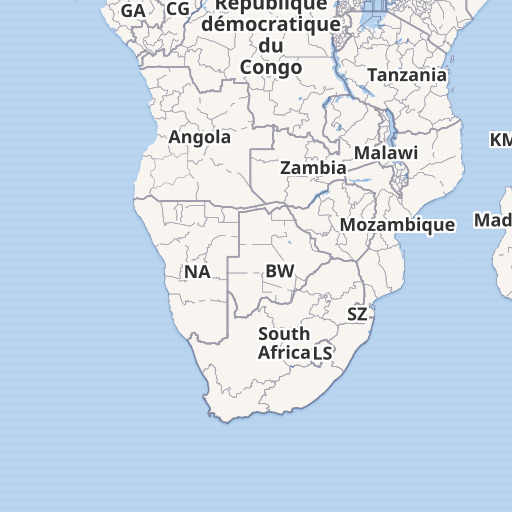 GA
CG
République
démocratique
du
Congo
Tanzania
KM
Angola
Malawi
Zambia
Mad
Mozambique
NA
BW
SZ
South
Africa
LS